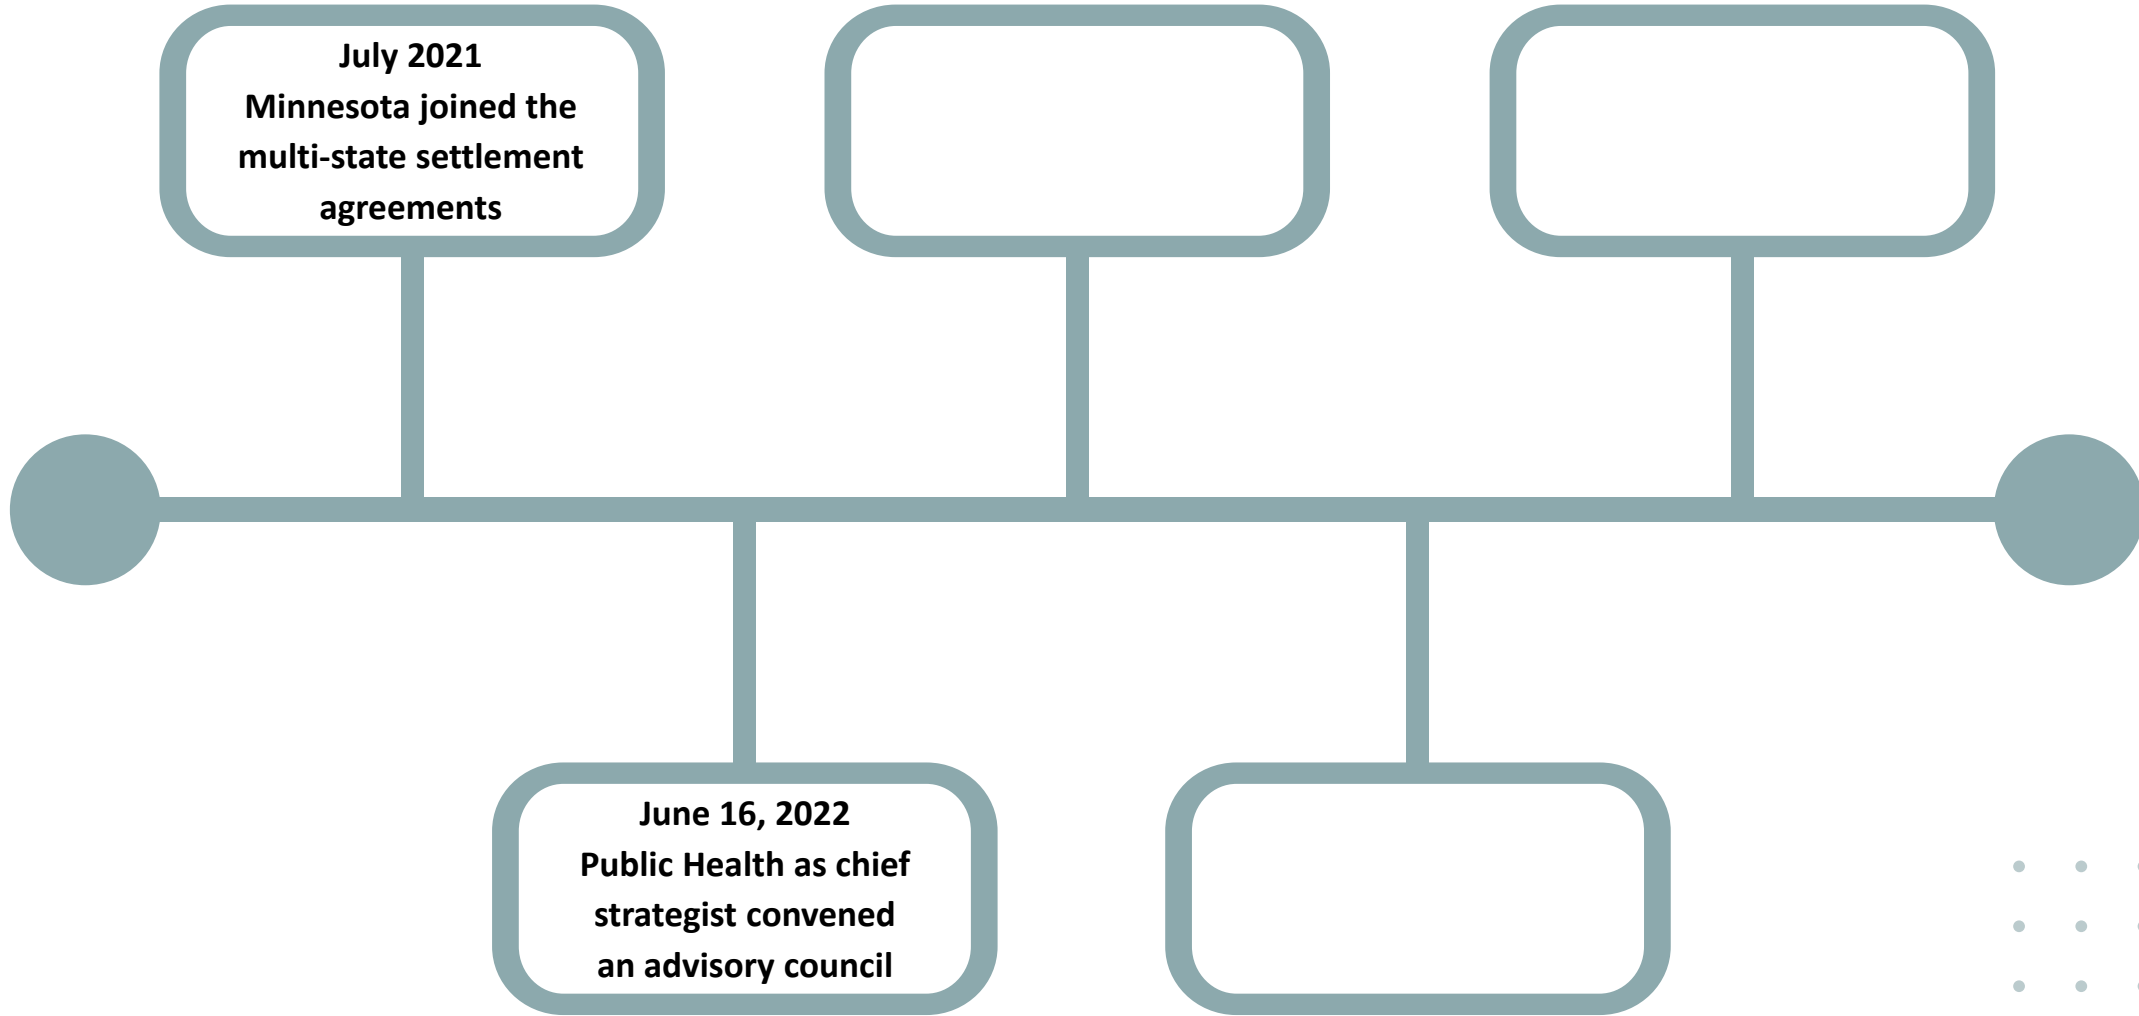 July 2021
Minnesota joined the
multi-state settlement
agreements
June 16, 2022
Public Health as chief
strategist convened
an advisory council